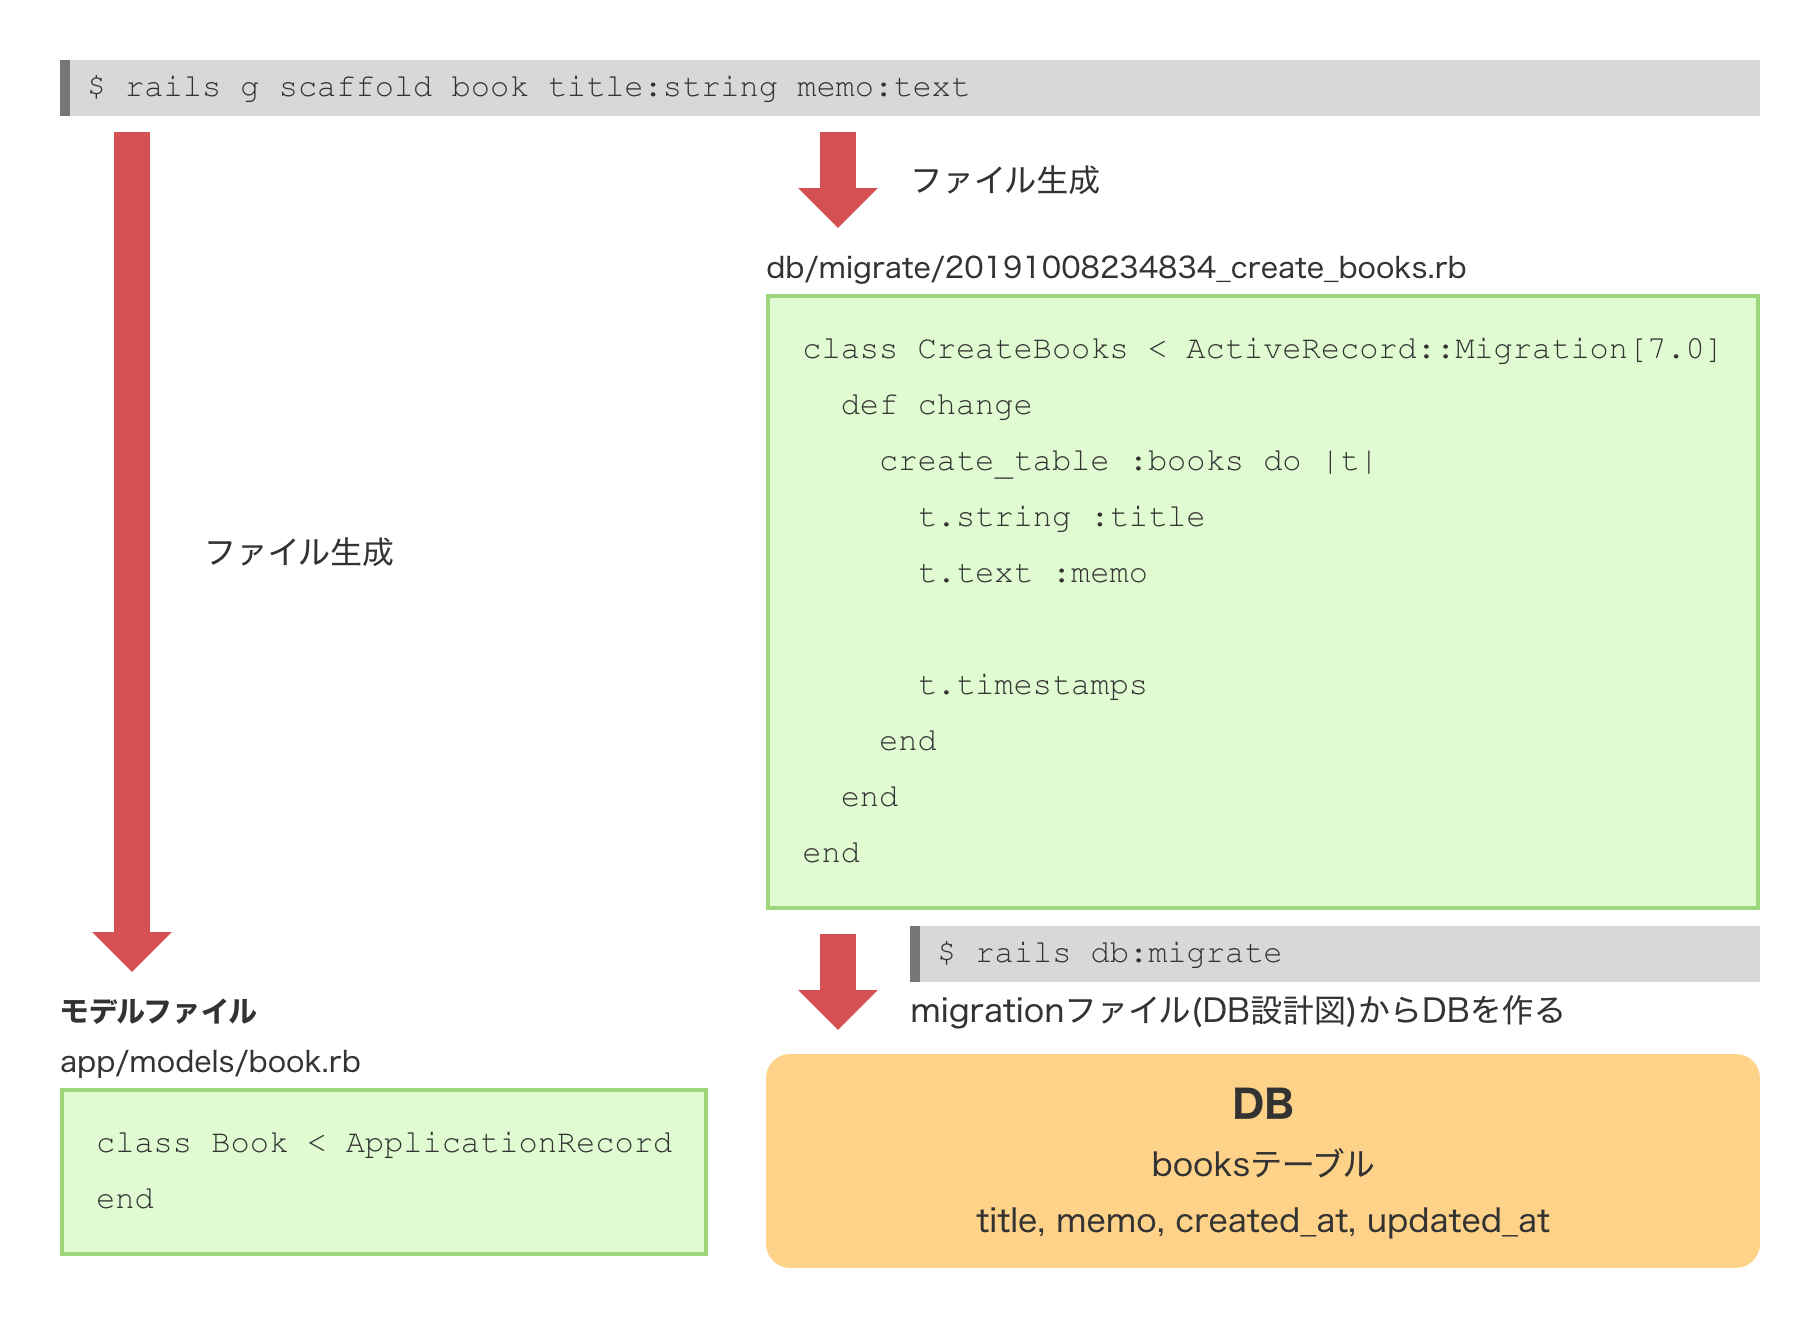 $ rails g scaffold book title:string memo:text
ファイル生成
db/migrate/20191008234834_create_books.rb
class CreateBooks < ActiveRecord::Migration[7.0]
  def change
    create_table :books do |t|
      t.string :title
      t.text :memo

      t.timestamps
    end
  end
end
ファイル生成
$ rails db:migrate
migrationファイル(DB設計図)からDBを作る
モデルファイル
app/models/book.rb
class Book < ApplicationRecord
end
DB
booksテーブル
title, memo, created_at, updated_at